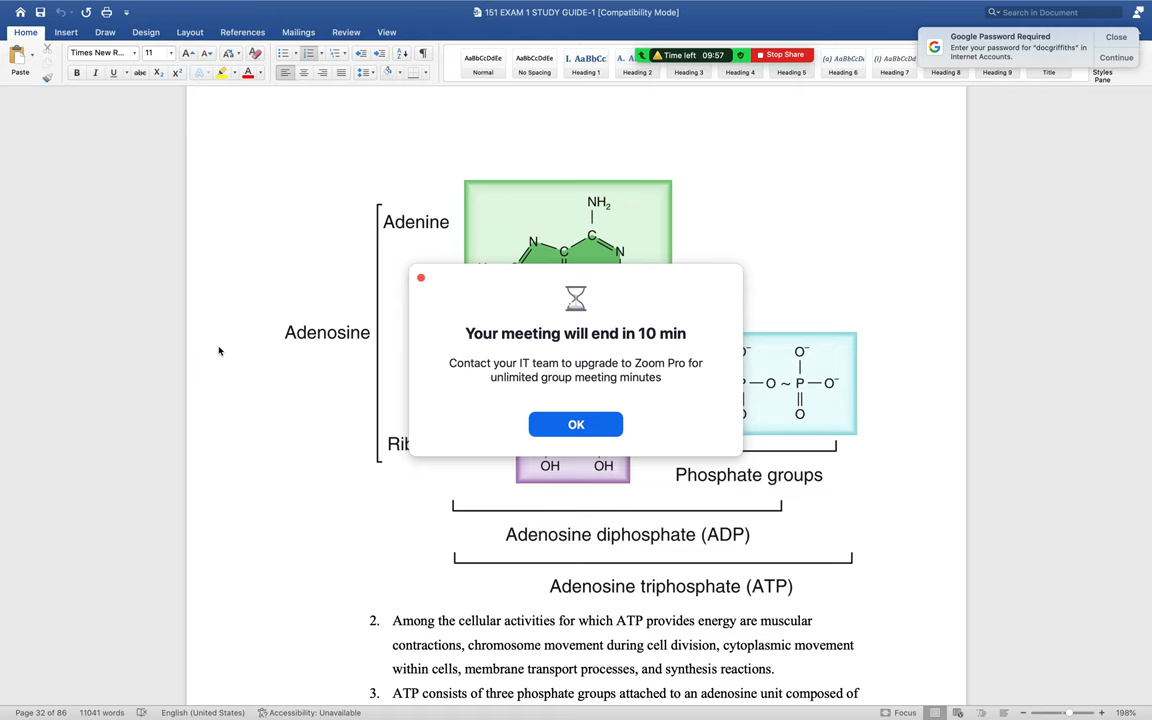 151 EXAM 1 STUDY GUIDE-1 [Compatibility Mode]
Search in Document
Home Insert Draw Design Layout References Mailings Review View
Google Password Required
Enter your password for "docgriffiths" in
Internet Accounts.
Close
Continue
Paste
Times New R...
11
AaBbCcDdEe
Normal
AaBbCcDdEe
No Spacing
I. AaBbC
Heading 1
A. A
Heading 2
Heading 3
Heading 4
Heading 5
(a) AaBbCcD
Heading 6
(i) AaBbCcDd
Heading 7
Heading 8
Heading 9
Title
Styles
Pane
Time left 09:57
Stop Share
Adenine
NH2
N
C
C
N
Adenosine
Your meeting will end in 10 min
Contact your IT team to upgrade to Zoom Pro for
unlimited group meeting minutes
OK
O⁻
O ~ P — O⁻
O
Rib
OH OH
Phosphate groups
Adenosine diphosphate (ADP)
Adenosine triphosphate (ATP)
2. Among the cellular activities for which ATP provides energy are muscular
contractions, chromosome movement during cell division, cytoplasmic movement
within cells, membrane transport processes, and synthesis reactions.
3. ATP consists of three phosphate groups attached to an adenosine unit composed of
Page 32 of 86 11041 words English (United States) Accessibility: Unavailable Focus 198%